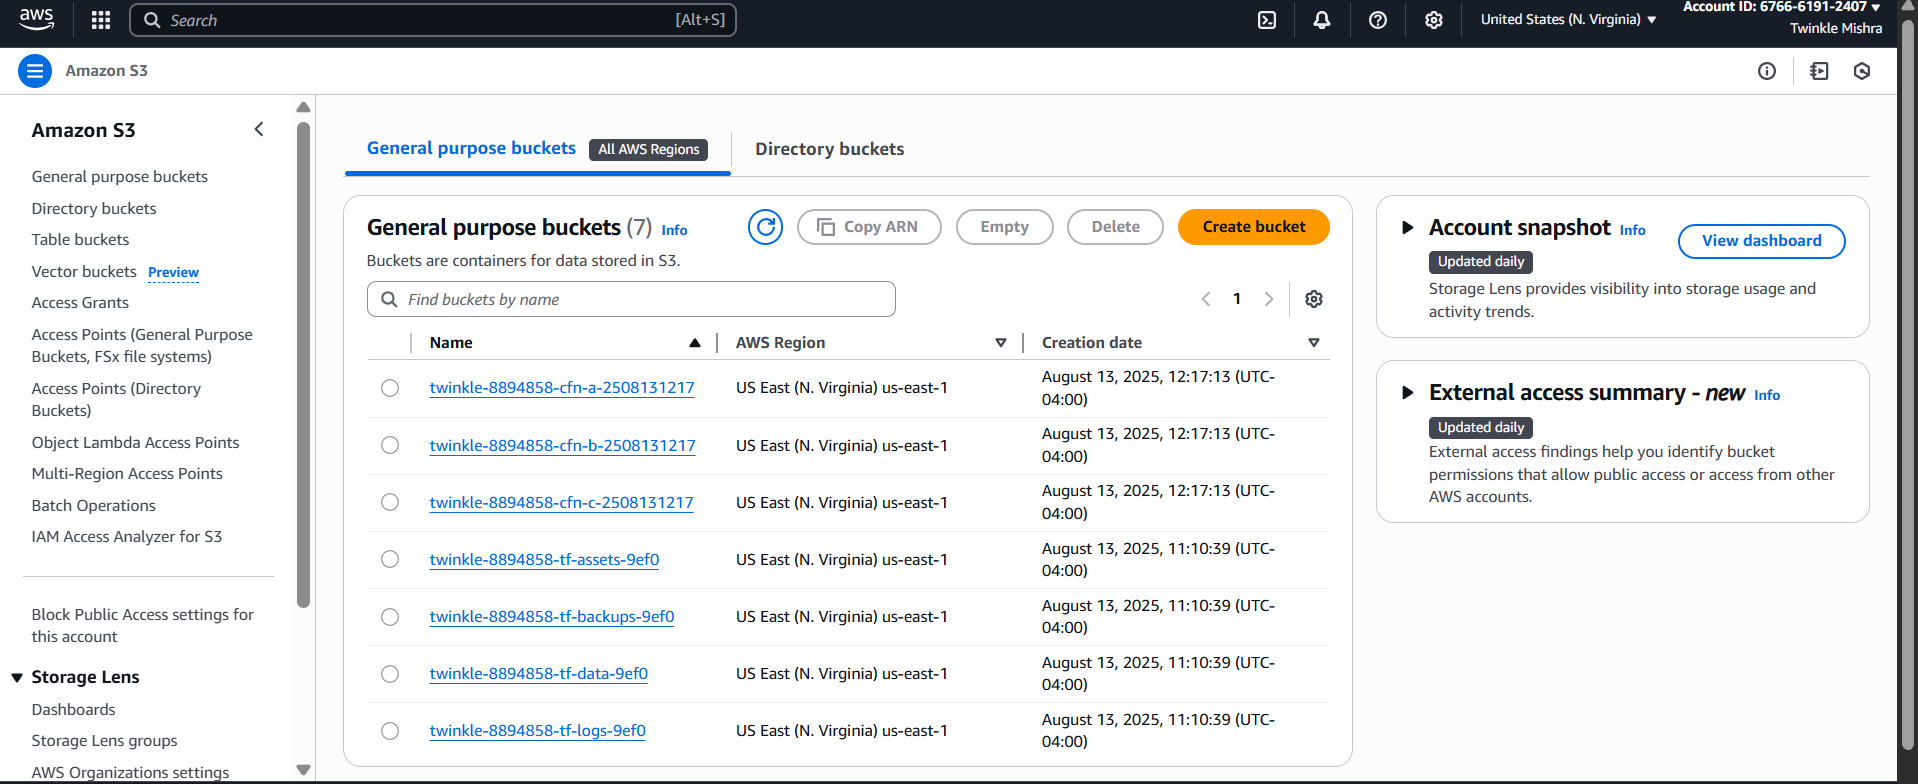 aws
Search [Alt+S]
United States (N. Virginia)
Account ID: 6766-6191-2407
Twinkle Mishra
Amazon S3
Amazon S3
General purpose buckets
Directory buckets
Table buckets
Vector buckets Preview
Access Grants
Access Points (General Purpose
Buckets, FSx file systems)
Access Points (Directory
Buckets)
Object Lambda Access Points
Multi-Region Access Points
Batch Operations
IAM Access Analyzer for S3
Block Public Access settings for
this account
Storage Lens
Dashboards
Storage Lens groups
AWS Organizations settings
General purpose buckets All AWS Regions Directory buckets
General purpose buckets (7) Info
Copy ARN Empty Delete Create bucket
Buckets are containers for data stored in S3.
Find buckets by name
1
Name AWS Region Creation date
twinkle-8894858-cfn-a-2508131217 US East (N. Virginia) us-east-1 August 13, 2025, 12:17:13 (UTC-
04:00)
twinkle-8894858-cfn-b-2508131217 US East (N. Virginia) us-east-1 August 13, 2025, 12:17:13 (UTC-
04:00)
twinkle-8894858-cfn-c-2508131217 US East (N. Virginia) us-east-1 August 13, 2025, 12:17:13 (UTC-
04:00)
twinkle-8894858-tf-assets-9ef0 US East (N. Virginia) us-east-1 August 13, 2025, 11:10:39 (UTC-
04:00)
twinkle-8894858-tf-backups-9ef0 US East (N. Virginia) us-east-1 August 13, 2025, 11:10:39 (UTC-
04:00)
twinkle-8894858-tf-data-9ef0 US East (N. Virginia) us-east-1 August 13, 2025, 11:10:39 (UTC-
04:00)
twinkle-8894858-tf-logs-9ef0 US East (N. Virginia) us-east-1 August 13, 2025, 11:10:39 (UTC-
04:00)
Account snapshot Info
View dashboard
Updated daily
Storage Lens provides visibility into storage usage and
activity trends.
External access summary - new Info
Updated daily
External access findings help you identify bucket
permissions that allow public access or access from other
AWS accounts.